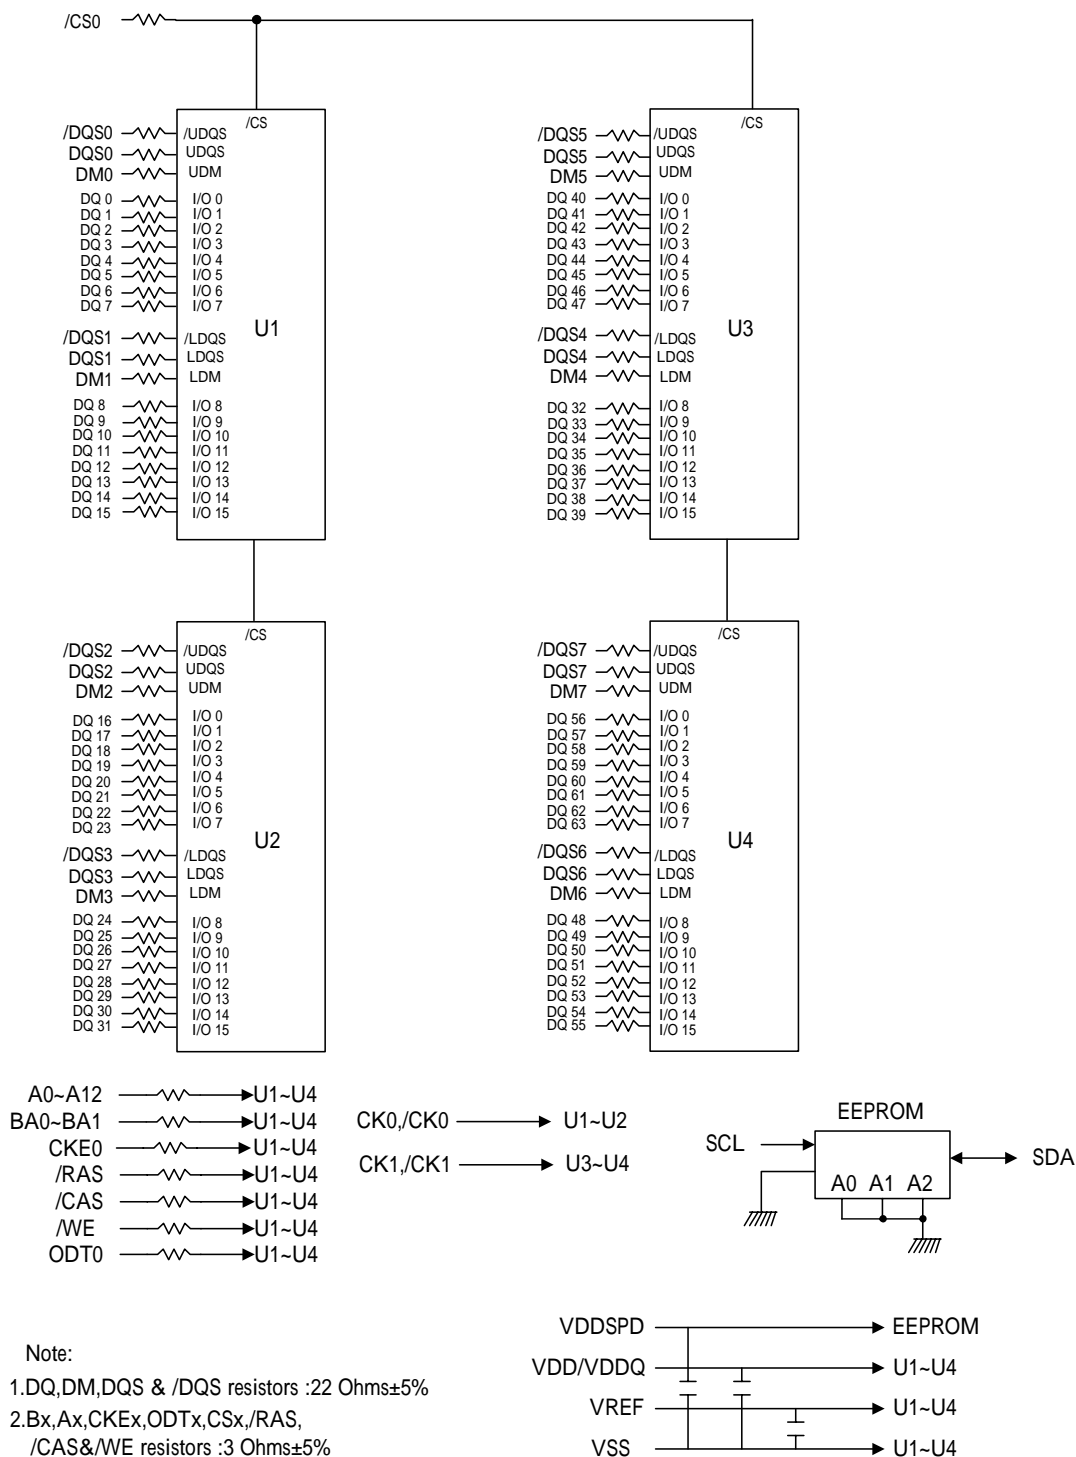 /CS0
/CS
/DQS0 /UDQS
DQS0 UDQS
DM0 UDM
DQ 0 I/O 0
DQ 1 I/O 1
DQ 2 I/O 2
DQ 3 I/O 3
DQ 4 I/O 4
DQ 5 I/O 5
DQ 6 I/O 6
DQ 7 I/O 7
U1
/DQS1 /LDQS
DQS1 LDQS
DM1 LDM
DQ 8 I/O 8
DQ 9 I/O 9
DQ 10 I/O 10
DQ 11 I/O 11
DQ 12 I/O 12
DQ 13 I/O 13
DQ 14 I/O 14
DQ 15 I/O 15
/CS
/DQS5 /UDQS
DQS5 UDQS
DM5 UDM
DQ 40 I/O 0
DQ 41 I/O 1
DQ 42 I/O 2
DQ 43 I/O 3
DQ 44 I/O 4
DQ 45 I/O 5
DQ 46 I/O 6
DQ 47 I/O 7
U3
/DQS4 /LDQS
DQS4 LDQS
DM4 LDM
DQ 32 I/O 8
DQ 33 I/O 9
DQ 34 I/O 10
DQ 35 I/O 11
DQ 36 I/O 12
DQ 37 I/O 13
DQ 38 I/O 14
DQ 39 I/O 15
/CS
/DQS2 /UDQS
DQS2 UDQS
DM2 UDM
DQ 16 I/O 0
DQ 17 I/O 1
DQ 18 I/O 2
DQ 19 I/O 3
DQ 20 I/O 4
DQ 21 I/O 5
DQ 22 I/O 6
DQ 23 I/O 7
U2
/DQS3 /LDQS
DQS3 LDQS
DM3 LDM
DQ 24 I/O 8
DQ 25 I/O 9
DQ 26 I/O 10
DQ 27 I/O 11
DQ 28 I/O 12
DQ 29 I/O 13
DQ 30 I/O 14
DQ 31 I/O 15
/CS
/DQS7 /UDQS
DQS7 UDQS
DM7 UDM
DQ 56 I/O 0
DQ 57 I/O 1
DQ 58 I/O 2
DQ 59 I/O 3
DQ 60 I/O 4
DQ 61 I/O 5
DQ 62 I/O 6
DQ 63 I/O 7
U4
/DQS6 /LDQS
DQS6 LDQS
DM6 LDM
DQ 48 I/O 8
DQ 49 I/O 9
DQ 50 I/O 10
DQ 51 I/O 11
DQ 52 I/O 12
DQ 53 I/O 13
DQ 54 I/O 14
DQ 55 I/O 15
A0~A12 U1~U4
BA0~BA1 U1~U4
CKE0 U1~U4
/RAS U1~U4
/CAS U1~U4
/WE U1~U4
ODT0 U1~U4
CK0,/CK0 U1~U2
CK1,/CK1 U3~U4
EEPROM
SCL SDA
A0 A1 A2
VDDSPD EEPROM
VDD/VDDQ U1~U4
VREF U1~U4
VSS U1~U4
Note:
1.DQ,DM,DQS & /DQS resistors :22 Ohms±5%
2.Bx,Ax,CKEx,ODTx,CSx,/RAS,
/CAS&/WE resistors :3 Ohms±5%